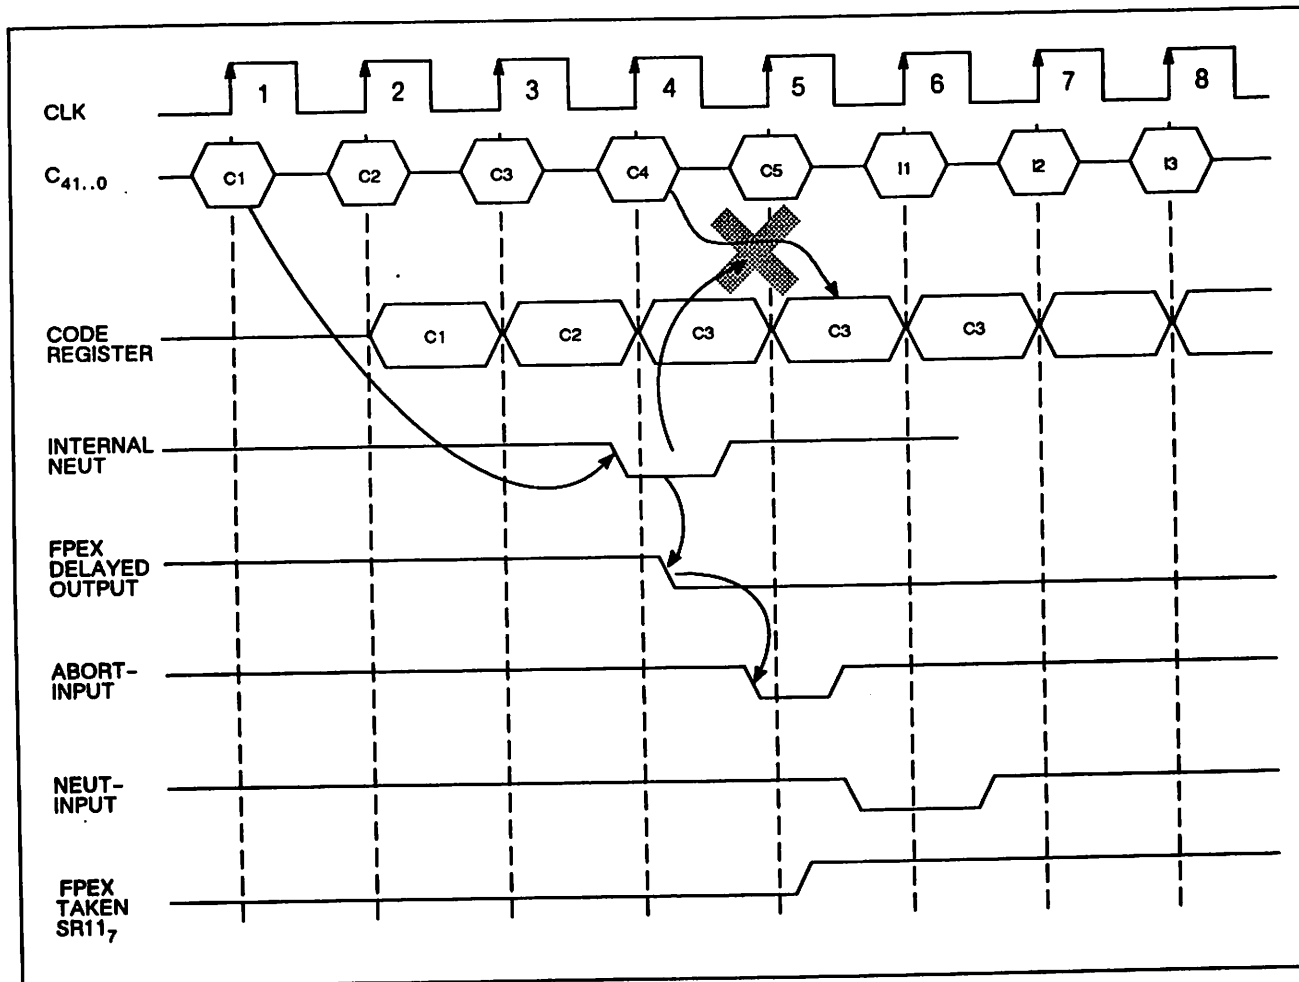 1 2 3 4 5 6 7 8
CLK
C41..0
C1 C2 C3 C4 C5 I1 I2 I3
CODE
REGISTER
C1 C2 C3 C3 C3
INTERNAL
NEUT
FPEX
DELAYED
OUTPUT
ABORT–
INPUT
NEUT–
INPUT
FPEX
TAKEN
SR117